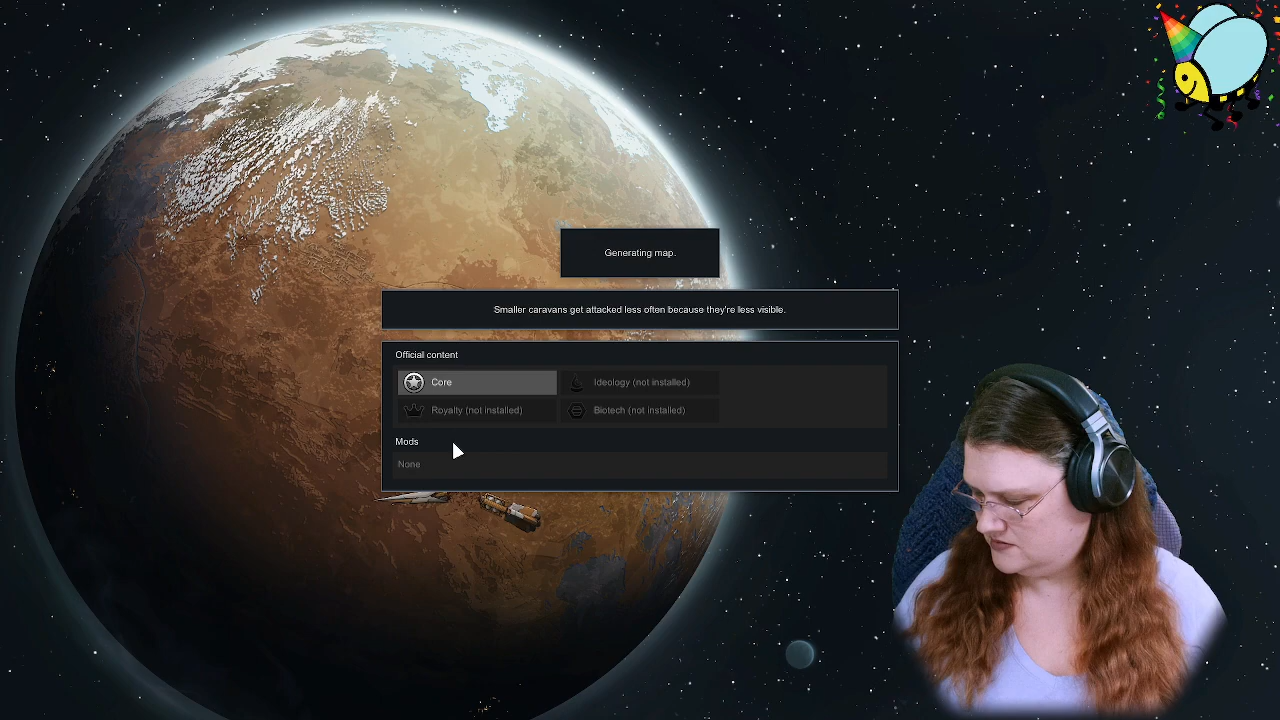 Generating map.
Smaller caravans get attacked less often because they're less visible.
Official content
Core
Ideology (not installed)
Royalty (not installed)
Biotech (not installed)
Mods
None